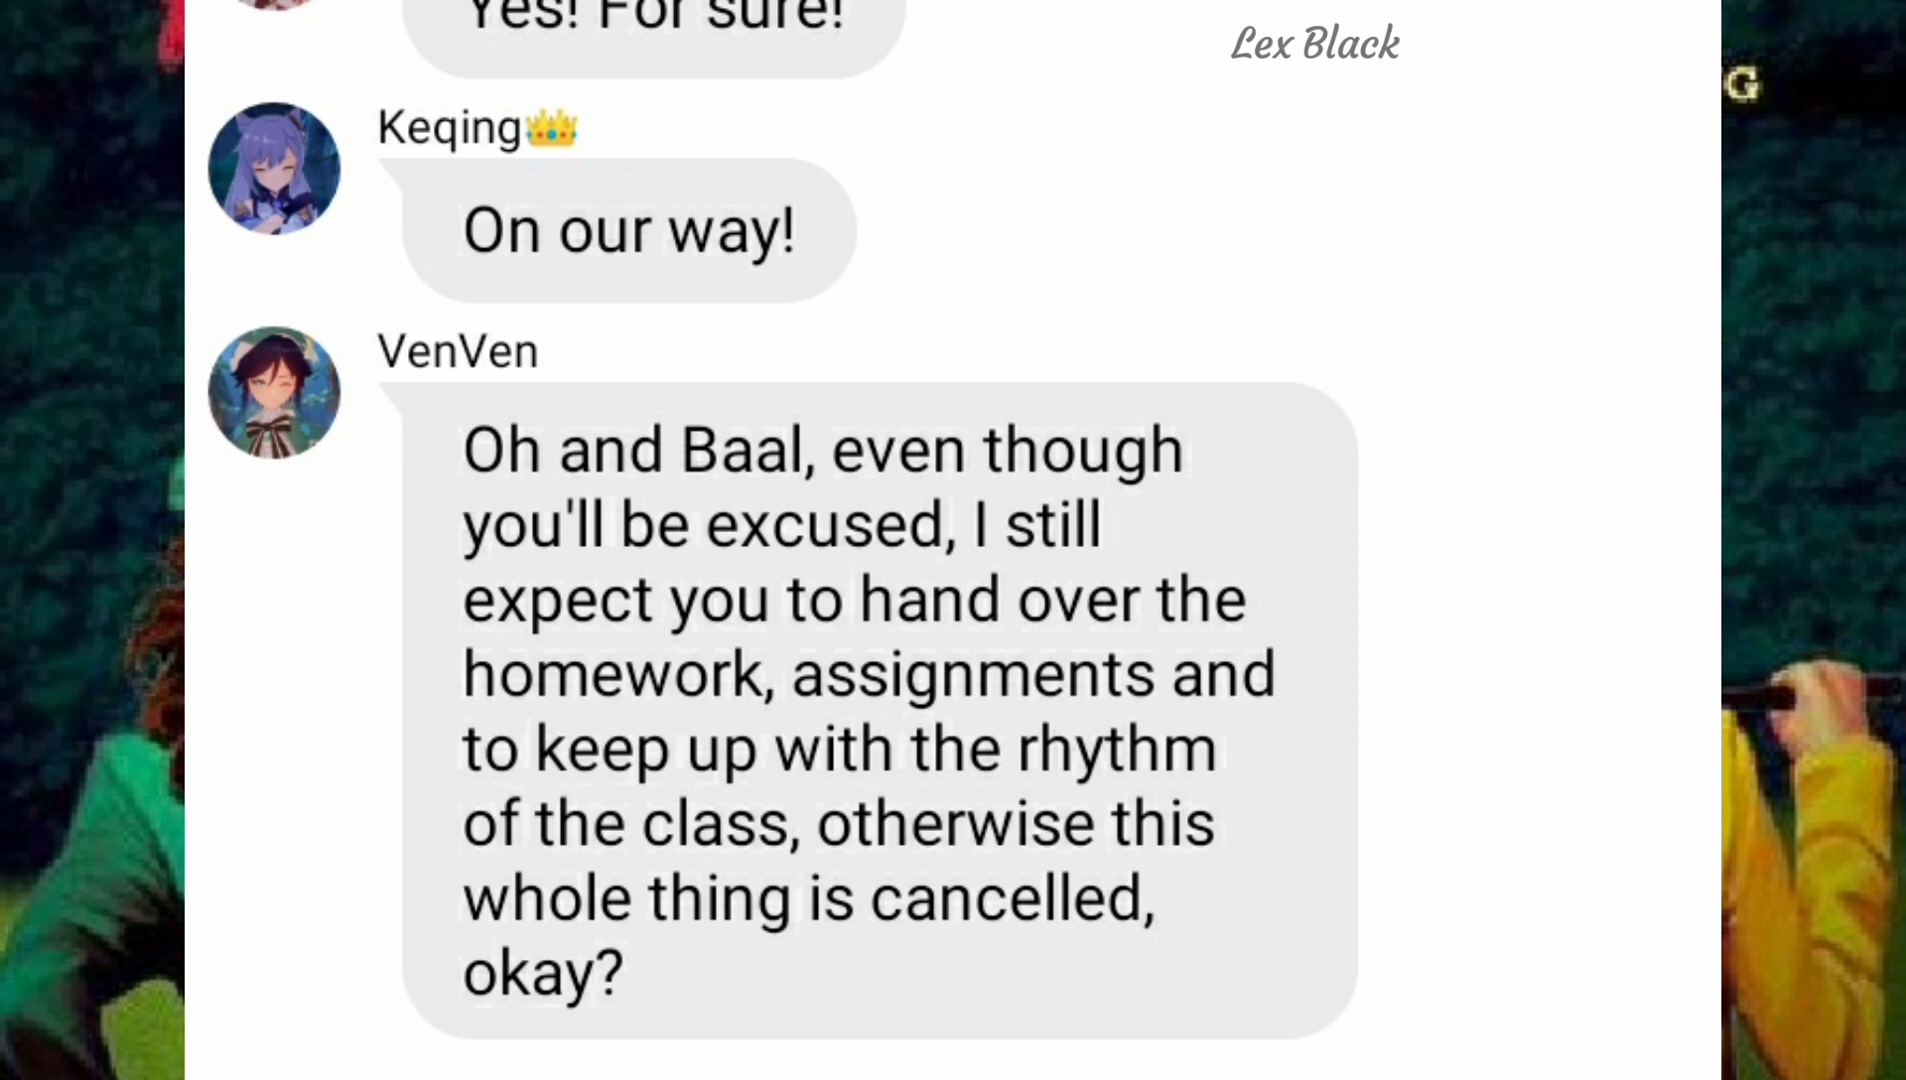 Yes! For sure!
Lex Black
G
Keqing👑
On our way!
VenVen
Oh and Baal, even though
you'll be excused, I still
expect you to hand over the
homework, assignments and
to keep up with the rhythm
of the class, otherwise this
whole thing is cancelled,
okay?